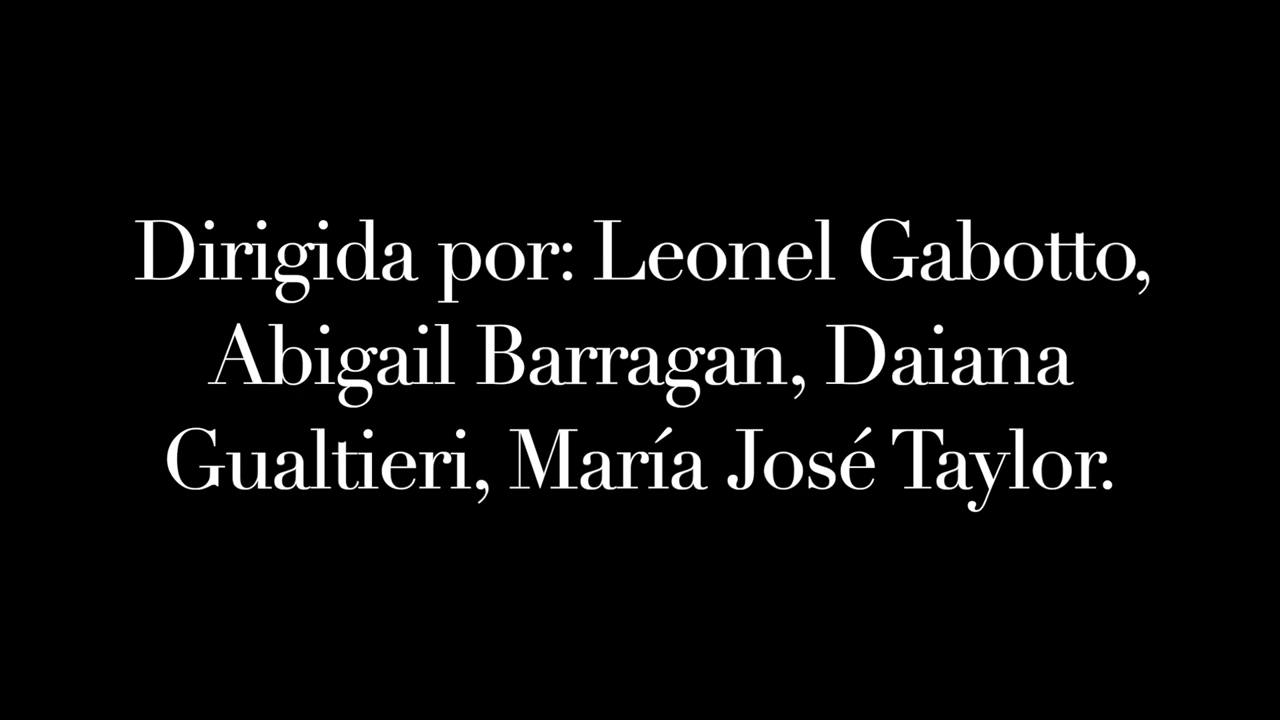 Dirigida por: Leonel Gabotto,
Abigail Barragan, Daiana
Gualtieri, María José Taylor.